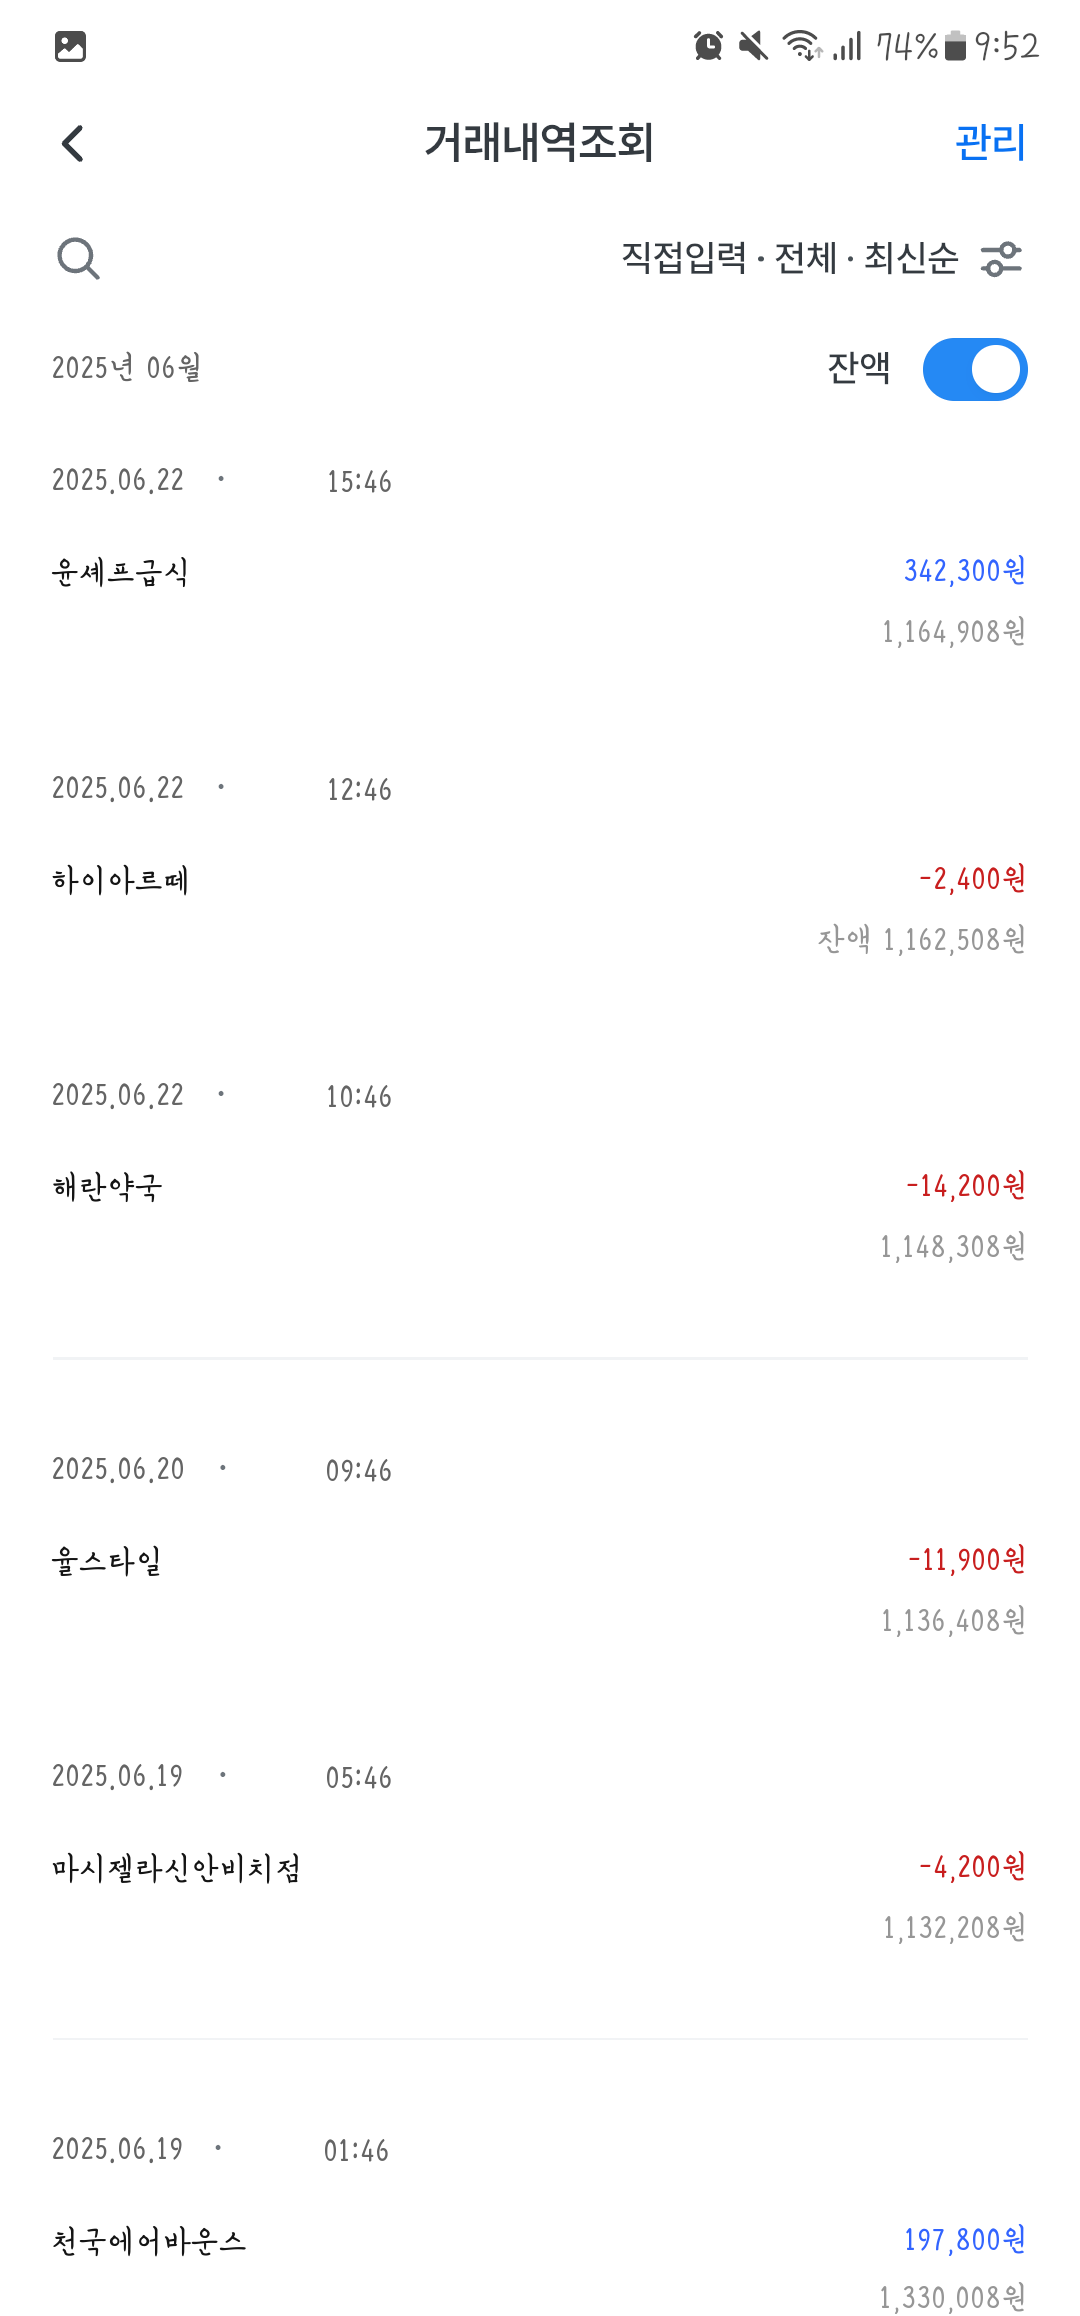 74% 9:52
거래내역조회 관리
직접입력 · 전체 · 최신순
2025년 06월 잔액
2025.06.22 · 15:46
윤셰프급식 342,300원
1,164,908원
2025.06.22 · 12:46
하이아르떼 -2,400원
잔액 1,162,508원
2025.06.22 · 10:46
해란약국 -14,200원
1,148,308원
2025.06.20 · 09:46
율스타일 -11,900원
1,136,408원
2025.06.19 · 05:46
마시젤라신안비치점 -4,200원
1,132,208원
2025.06.19 · 01:46
천국에어바운스 197,800원
1,330,008원